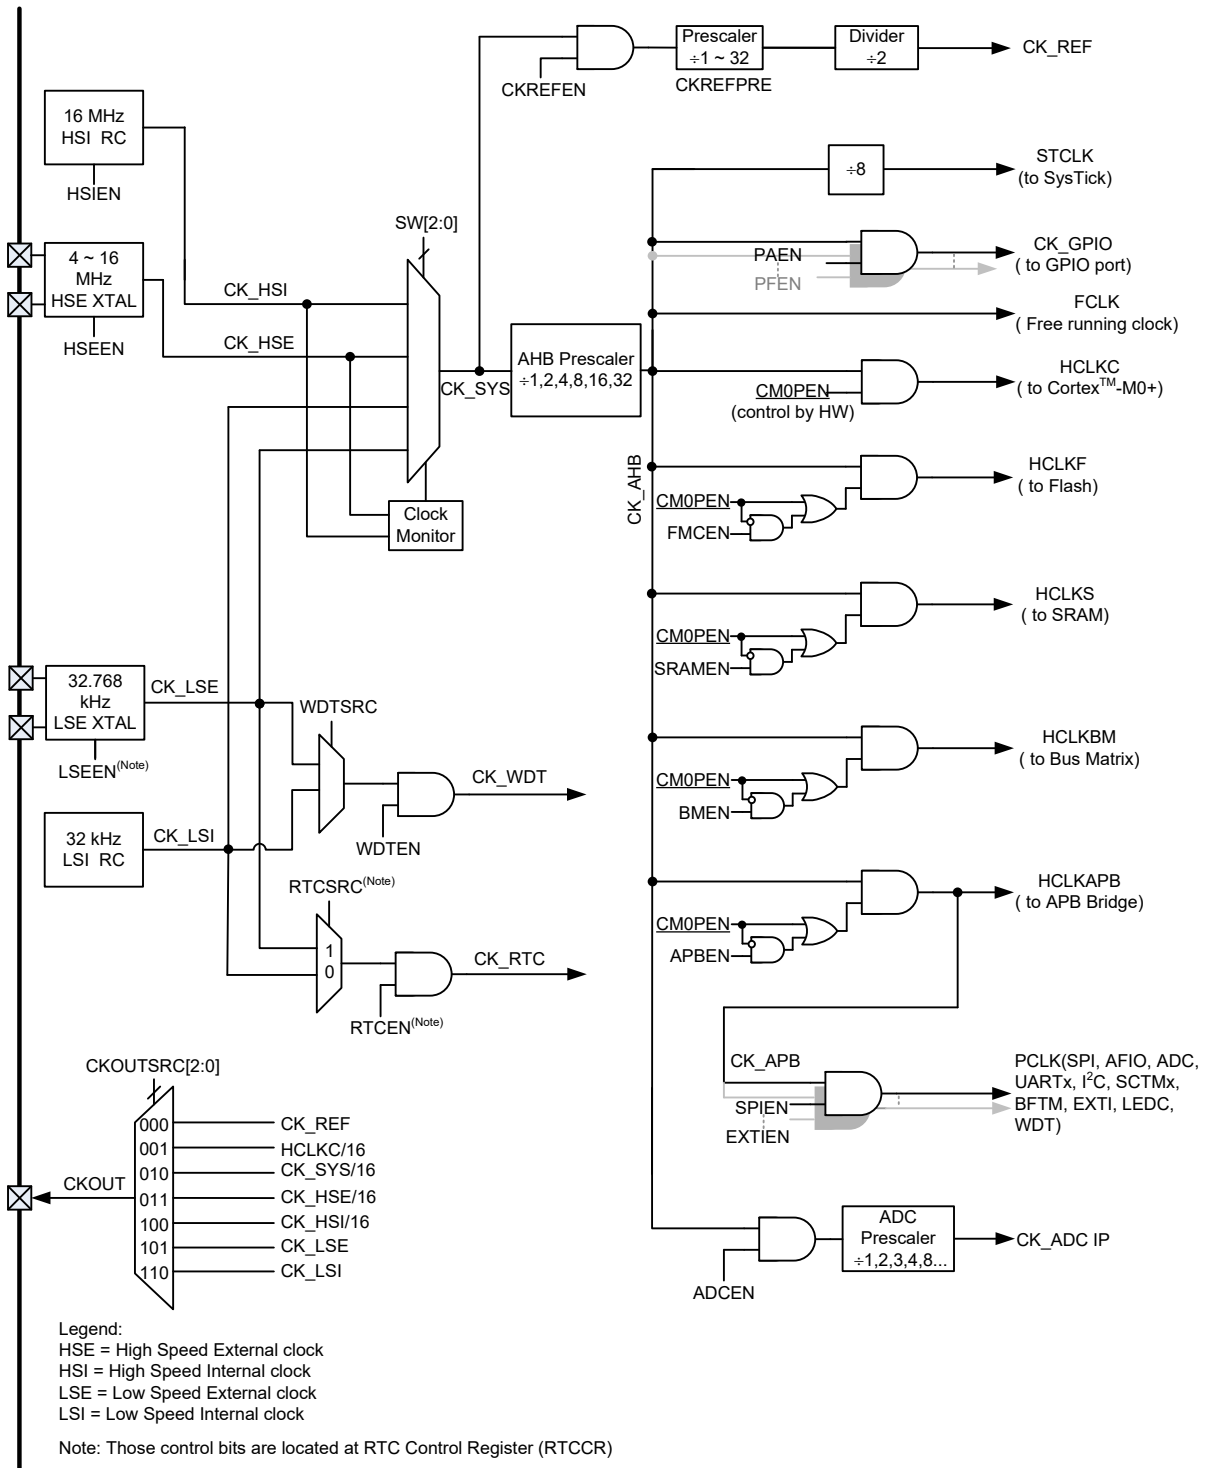 Prescaler
÷1 ~ 32
Divider
÷2
CK_REF
CKREFEN
CKREFPRE
16 MHz
HSI RC
HSIEN
÷8
STCLK
(to SysTick)
SW[2:0]
4 ~ 16
MHz
HSE XTAL
HSEEN
PAEN
PFEN
CK_GPIO
( to GPIO port)
CK_HSI
CK_HSE
FCLK
( Free running clock)
CK_SYS
AHB Prescaler
÷1,2,4,8,16,32
CM0PEN
(control by HW)
HCLKC
( to Cortex™-M0+)
CK_AHB
Clock
Monitor
CM0PEN
FMCEN
HCLKF
( to Flash)
CM0PEN
SRAMEN
HCLKS
( to SRAM)
32.768
kHz
LSE XTAL
CK_LSE
LSEEN(Note)
WDTSRC
CK_WDT
WDTEN
CM0PEN
BMEN
HCLKBM
( to Bus Matrix)
32 kHz
LSI RC
CK_LSI
RTCSRC(Note)
1
0
CK_RTC
RTCEN(Note)
CM0PEN
APBEN
HCLKAPB
( to APB Bridge)
CK_APB
SPIEN
EXTIEN
PCLK(SPI, AFIO, ADC,
UARTx, I²C, SCTMx,
BFTM, EXTI, LEDC,
WDT)
CKOUTSRC[2:0]
CKOUT
000 CK_REF
001 HCLKC/16
010 CK_SYS/16
011 CK_HSE/16
100 CK_HSI/16
101 CK_LSE
110 CK_LSI
ADCEN
ADC
Prescaler
÷1,2,3,4,8...
CK_ADC IP
Legend:
HSE = High Speed External clock
HSI = High Speed Internal clock
LSE = Low Speed External clock
LSI = Low Speed Internal clock
Note: Those control bits are located at RTC Control Register (RTCCR)